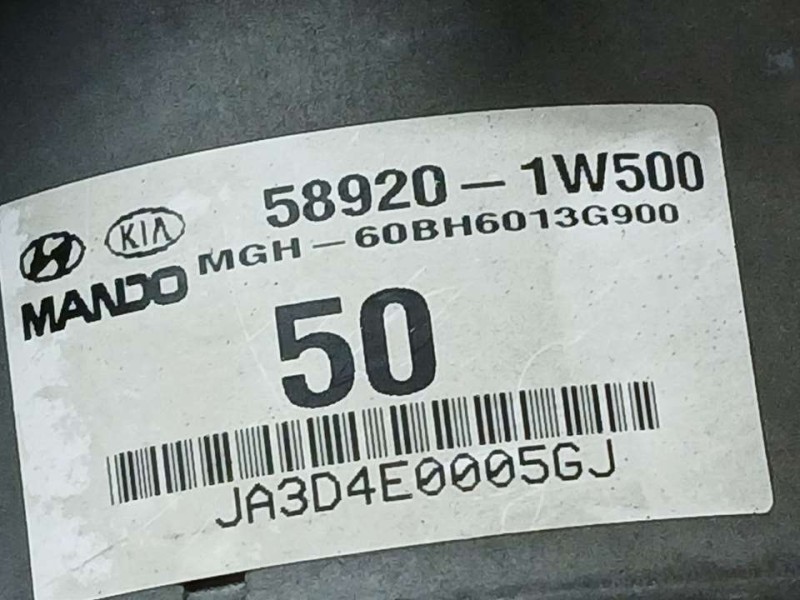 58920 - 1W500
KIA
MGH - 60BH6013G900
MANDO
50
JA3D4E0005GJ